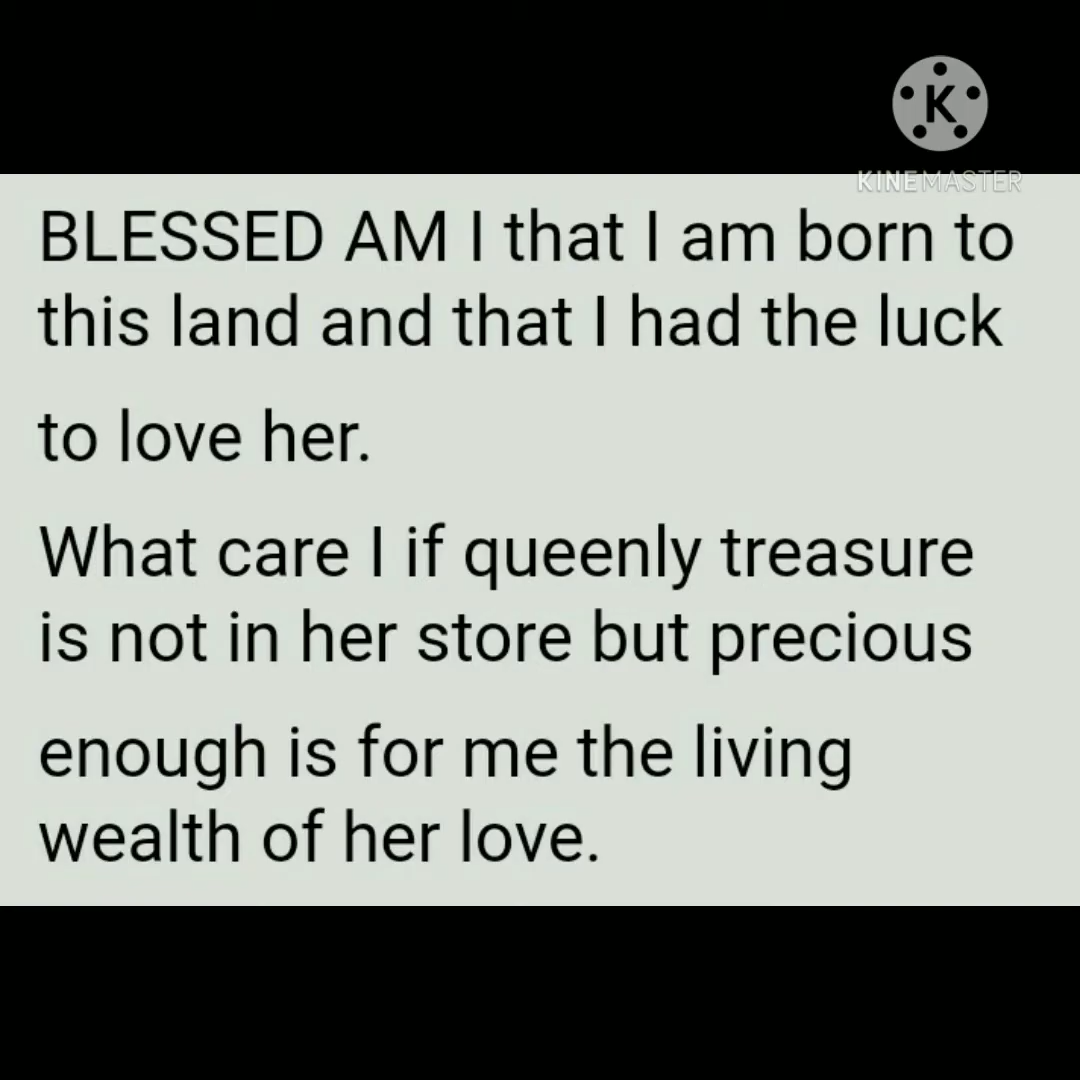 K
KINEMASTER
BLESSED AM I that I am born to
this land and that I had the luck
to love her.
What care I if queenly treasure
is not in her store but precious
enough is for me the living
wealth of her love.